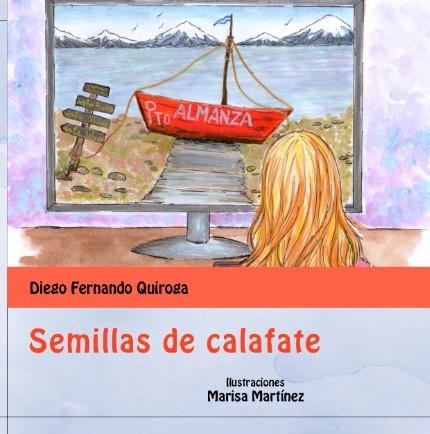 Pto ALMANZA
Diego Fernando Quiroga
Semillas de calafate
Ilustraciones
Marisa Martínez